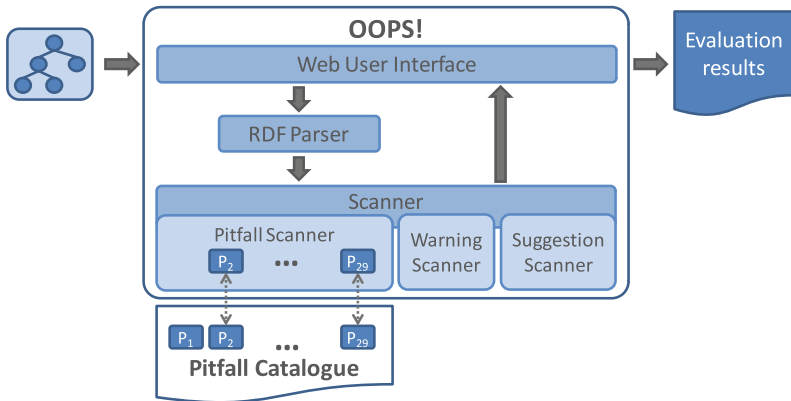 OOPS!
Web User Interface
Evaluation
results
RDF Parser
Scanner
Pitfall Scanner
P2 ... P29
Warning
Scanner
Suggestion
Scanner
P1 P2 ... P29
Pitfall Catalogue